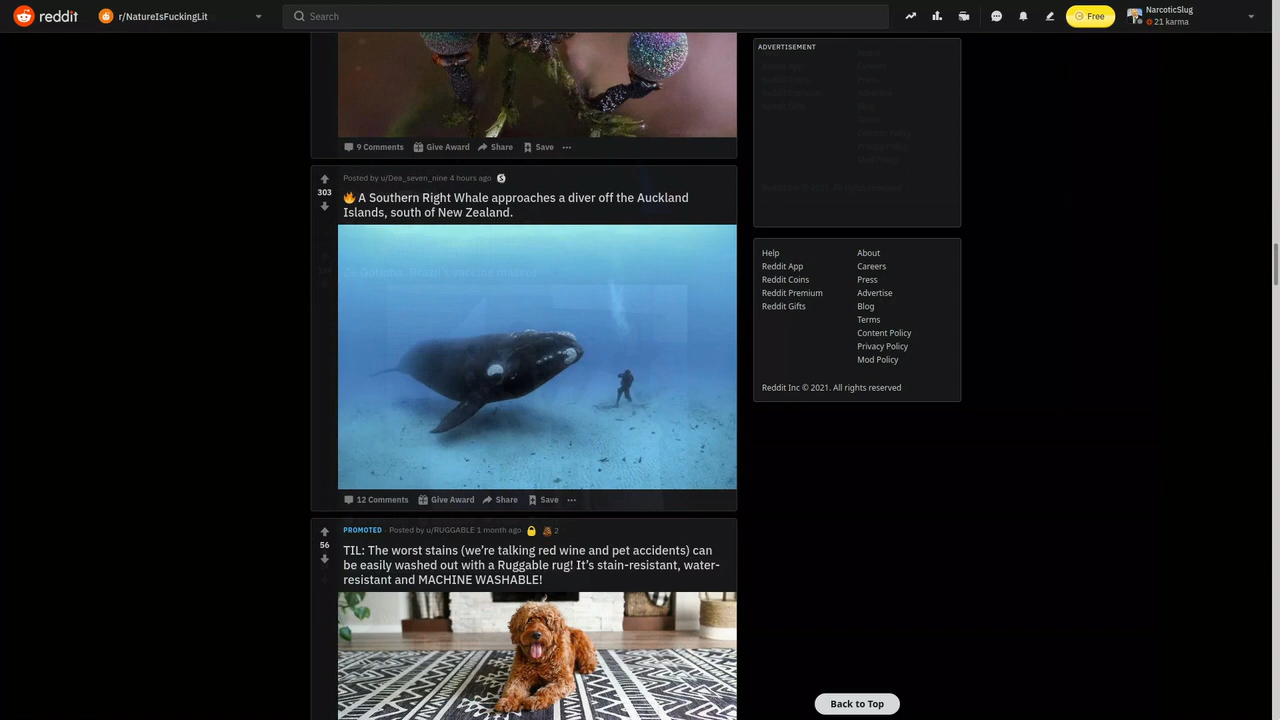 reddit
r/NatureIsFuckingLit
Search
Free
NarcoticSlug
21 karma
9 Comments
Give Award
Share
Save
Posted by u/Dea_seven_nine 4 hours ago
303
🔥 A Southern Right Whale approaches a diver off the Auckland
Islands, south of New Zealand.
12 Comments
Give Award
Share
Save
PROMOTED · Posted by u/RUGGABLE 1 month ago
2
56
TIL: The worst stains (we're talking red wine and pet accidents) can
be easily washed out with a Ruggable rug! It's stain-resistant, water-
resistant and MACHINE WASHABLE!
ADVERTISEMENT
Help
About
Reddit App
Careers
Reddit Coins
Press
Reddit Premium
Advertise
Reddit Gifts
Blog
Terms
Content Policy
Privacy Policy
Mod Policy
Reddit Inc © 2021. All rights reserved
Back to Top